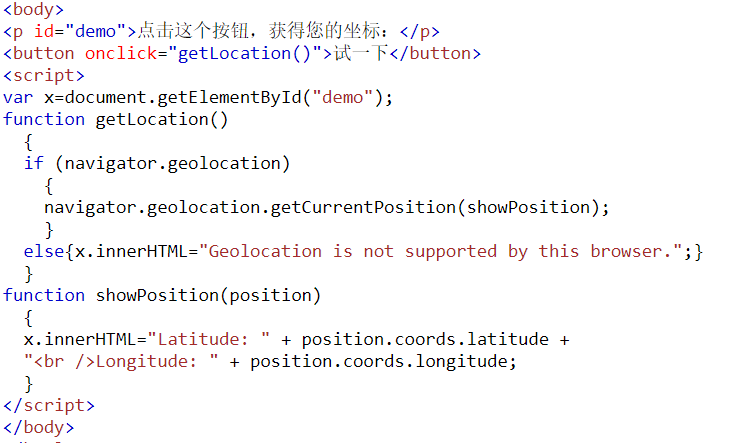 <body>
<p id="demo">点击这个按钮，获得您的坐标：</p>
<button onclick="getLocation()">试一下</button>
<script>
var x=document.getElementById("demo");
function getLocation()
  {
  if (navigator.geolocation)
    {
    navigator.geolocation.getCurrentPosition(showPosition);
    }
  else{x.innerHTML="Geolocation is not supported by this browser.";}
  }
function showPosition(position)
  {
  x.innerHTML="Latitude: " + position.coords.latitude +
  "<br />Longitude: " + position.coords.longitude;
  }
</script>
</body>